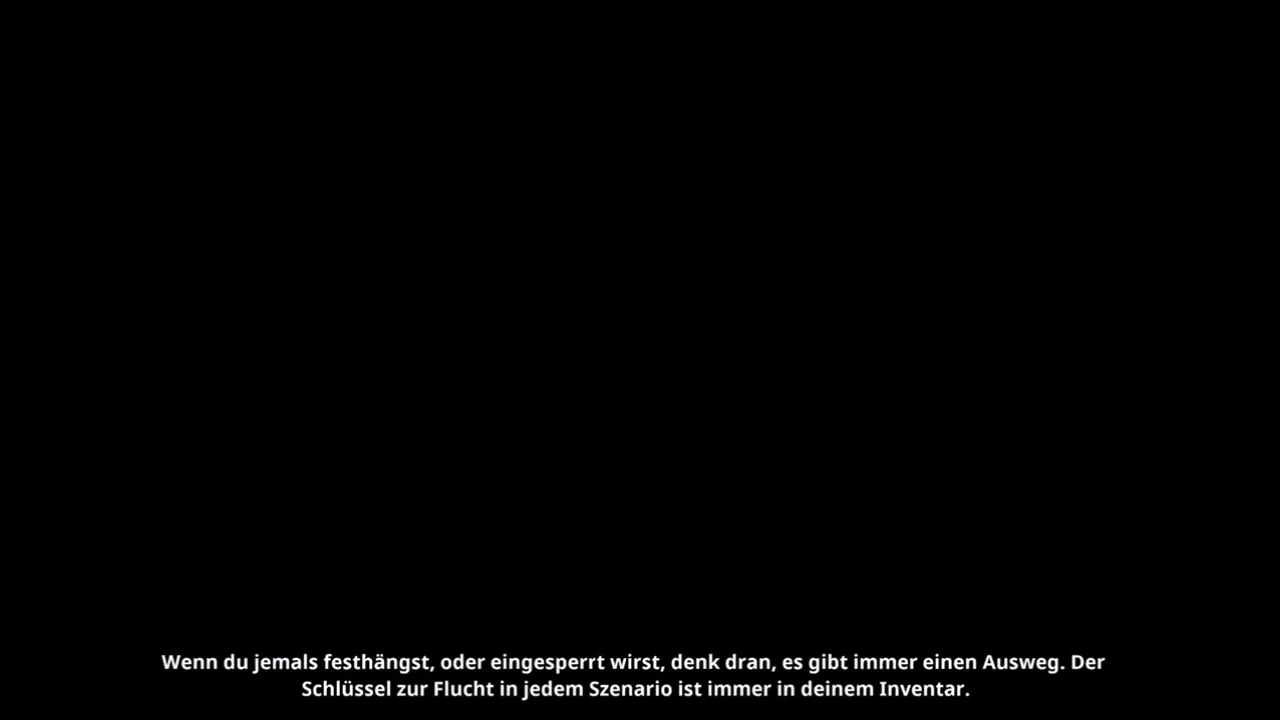 Wenn du jemals festhängst, oder eingesperrt wirst, denk dran, es gibt immer einen Ausweg. Der
Schlüssel zur Flucht in jedem Szenario ist immer in deinem Inventar.